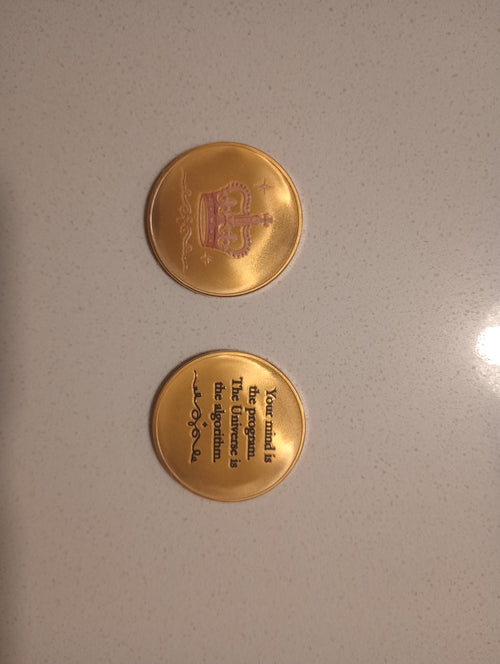 Your mind is
the program.
The Universe is
the algorithm.